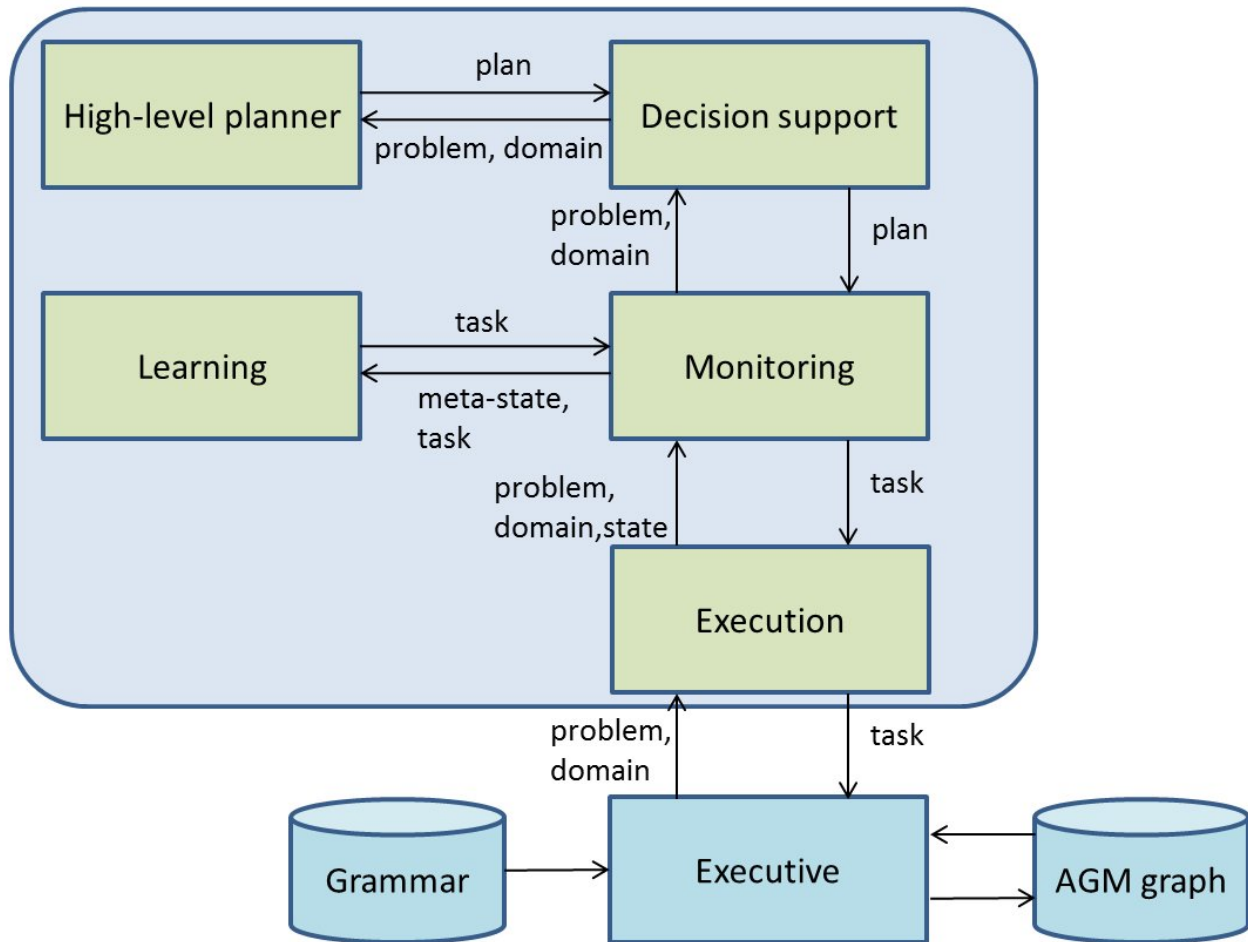 plan
High-level planner
Decision support
problem, domain
problem,
domain
plan
task
Learning
Monitoring
meta-state,
task
problem,
domain,state
task
Execution
problem,
domain
task
Grammar
Executive
AGM graph